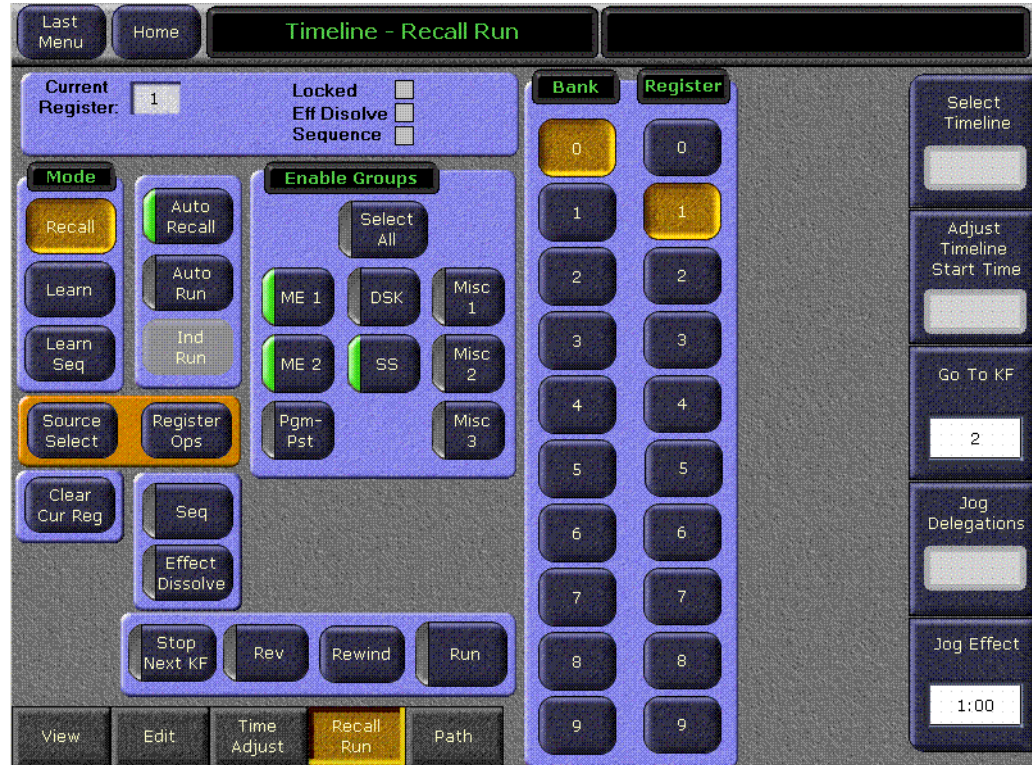 Last
Menu
Home
Timeline - Recall Run
Current
Register:
1
Locked
Eff Disolve
Sequence
Mode
Recall
Learn
Learn
Seq
Auto
Recall
Auto
Run
Ind
Run
Source
Select
Register
Ops
Clear
Cur Reg
Seq
Effect
Dissolve
Enable Groups
Select
All
ME 1
DSK
Misc
1
ME 2
SS
Misc
2
Pgm-
Pst
Misc
3
Stop
Next KF
Rev
Rewind
Run
Bank
0
1
2
3
4
5
6
7
8
9
Register
0
1
2
3
4
5
6
7
8
9
Select
Timeline
Adjust
Timeline
Start Time
Go To KF
2
Jog
Delegations
Jog Effect
1:00
View
Edit
Time
Adjust
Recall
Run
Path